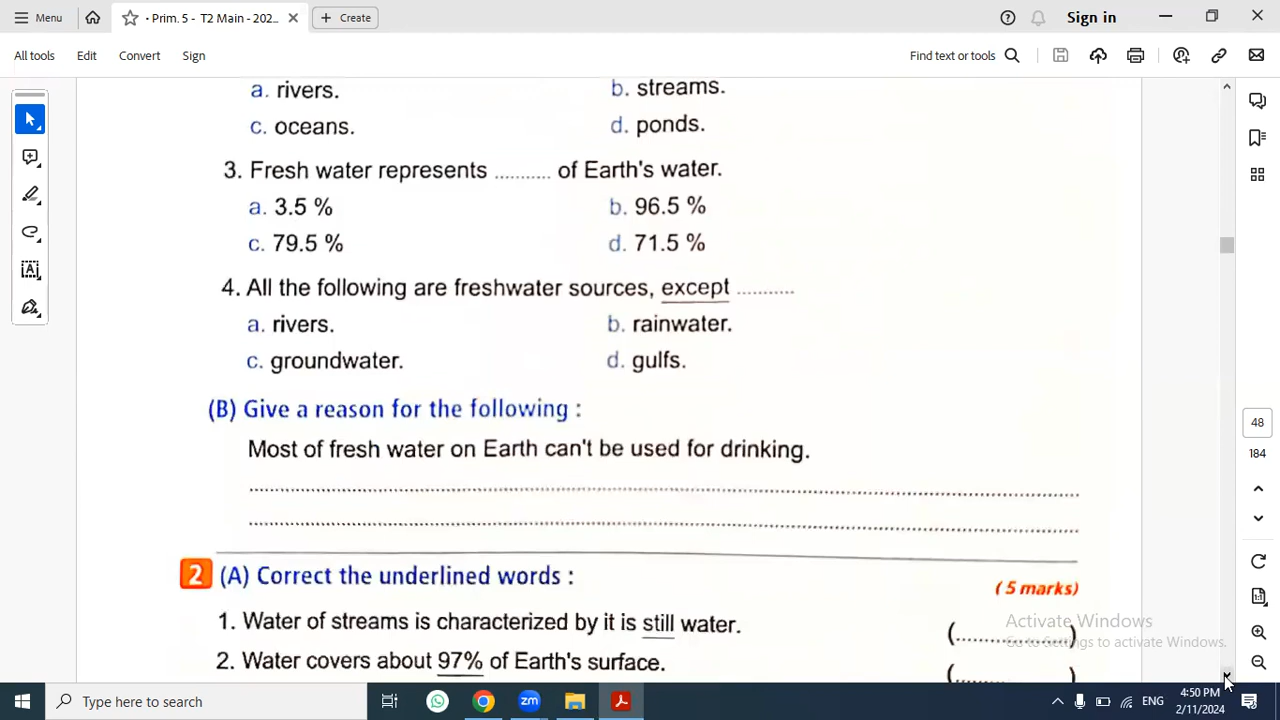 Menu
• Prim. 5 - T2 Main - 202...
Create
Sign in
All tools
Edit
Convert
Sign
Find text or tools
a. rivers.
b. streams.
c. oceans.
d. ponds.
3. Fresh water represents ........... of Earth's water.
a. 3.5 %
b. 96.5 %
c. 79.5 %
d. 71.5 %
4. All the following are freshwater sources, except ...........
a. rivers.
b. rainwater.
c. groundwater.
d. gulfs.
(B) Give a reason for the following :
Most of fresh water on Earth can't be used for drinking.
2 (A) Correct the underlined words :
(5 marks)
1. Water of streams is characterized by it is still water.
(....................)
2. Water covers about 97% of Earth's surface.
(....................)
48
184
Activate Windows
Go to Settings to activate Windows.
Type here to search
zm
ENG
4:50 PM
2/11/2024